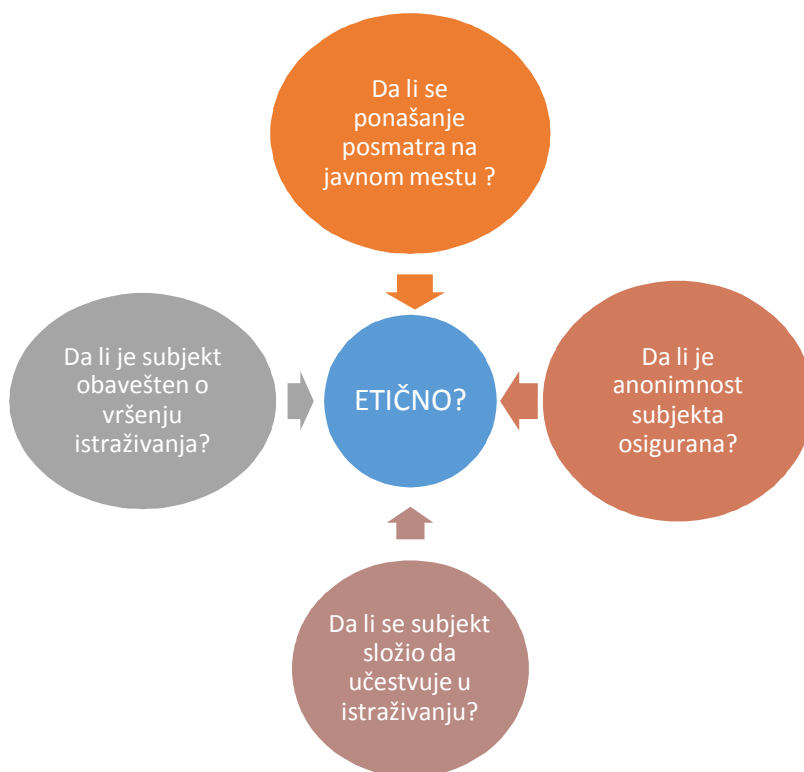 Da li se
ponašanje
posmatra na
javnom mestu ?
Da li je subjekt
obavešten o
vršenju
istraživanja?
ETIČNO?
Da li je
anonimnost
subjekta
osigurana?
Da li se subjekt
složio da
učestvuje u
istraživanju?